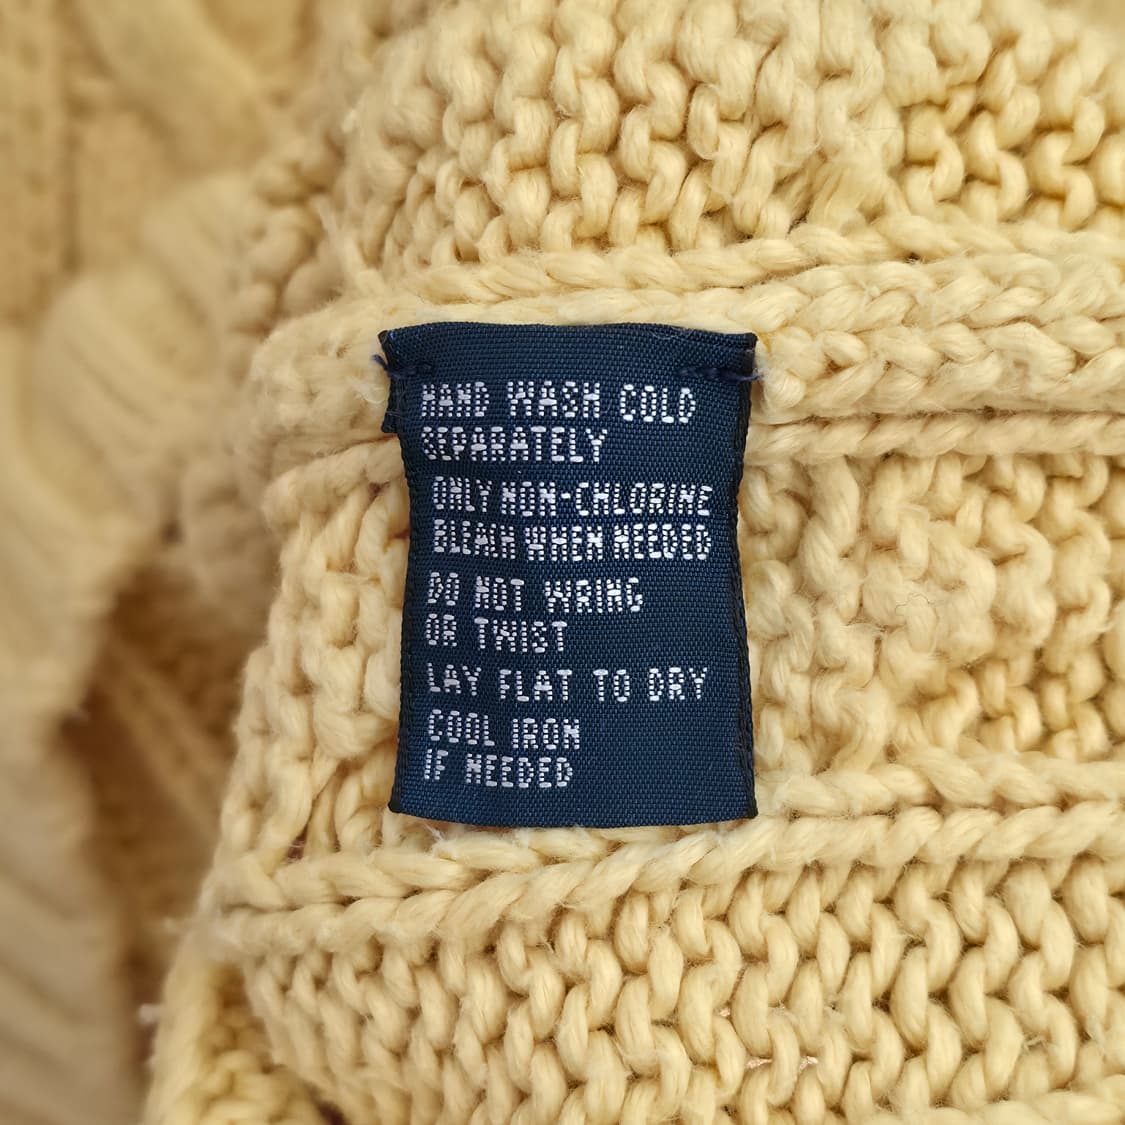 HAND WASH COLD
SEPARATELY
ONLY NON-CHLORINE
BLEACH WHEN NEEDED
DO NOT WRING
OR TWIST
LAY FLAT TO DRY
COOL IRON
IF NEEDED